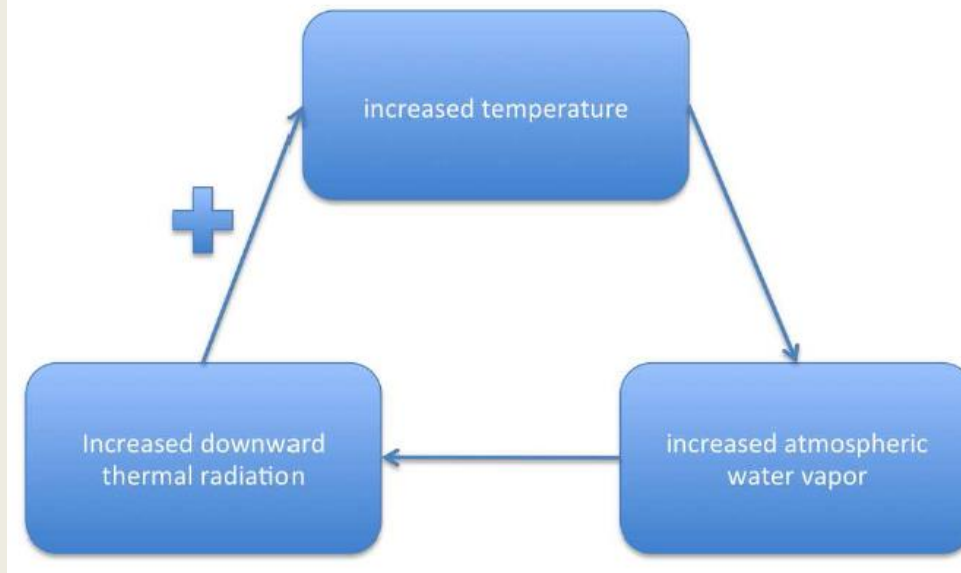 increased temperature
Increased downward
thermal radiation
increased atmospheric
water vapor